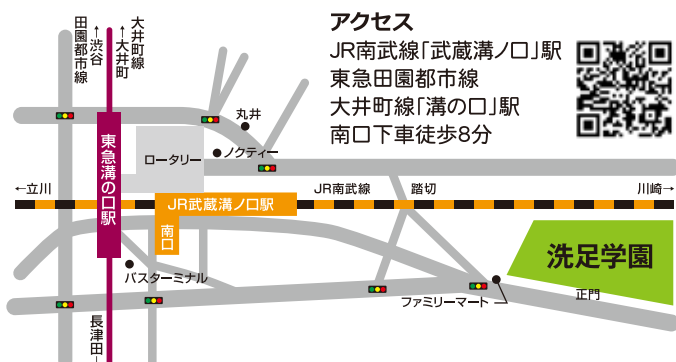 アクセス
JR南武線「武蔵溝ノ口」駅
東急田園都市線
大井町線「溝の口」駅
南口下車徒歩8分
大井町線
←大井町
←渋谷
田園都市線
丸井
ノクティー
ロータリー
東急溝の口駅
←立川
JR武蔵溝ノ口駅
JR南武線
踏切
川崎→
南口
洗足学園
バスターミナル
ファミリーマート
正門
長津田→